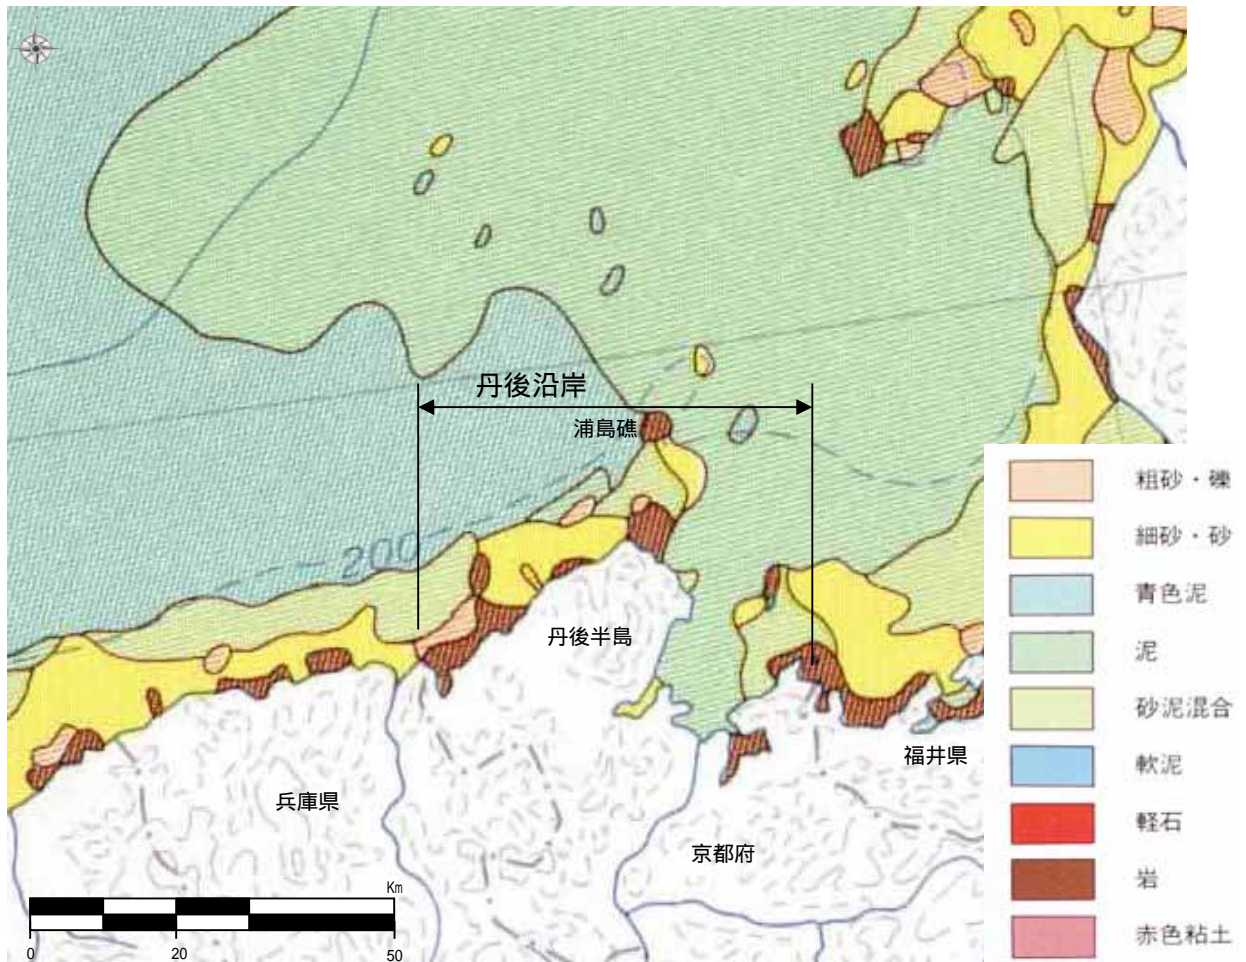 丹後沿岸
浦島礁
200
丹後半島
兵庫県
京都府
福井県
粗砂・礫
細砂・砂
青色泥
泥
砂泥混合
軟泥
軽石
岩
赤色粘土
Km
0 20 50